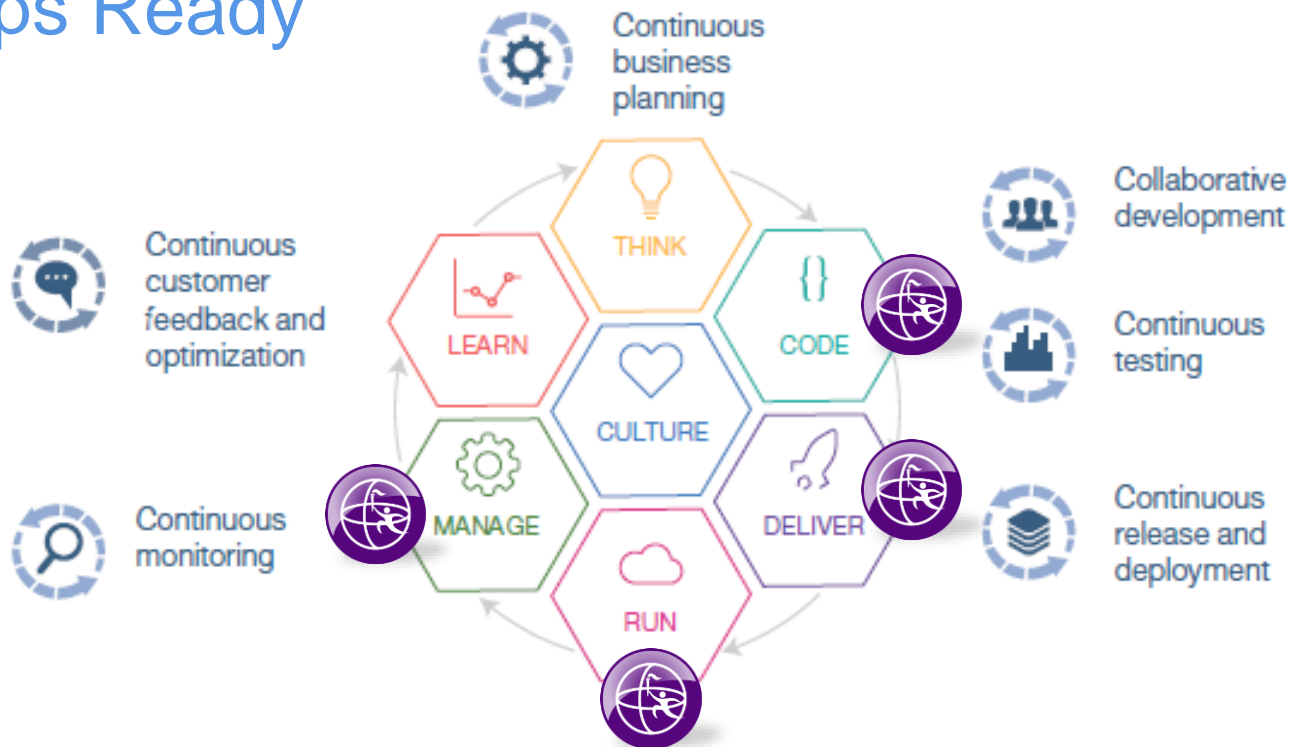 ps Ready
Continuous
business
planning
Collaborative
development
Continuous
customer
feedback and
optimization
THINK
{}
CODE
LEARN
Continuous
testing
CULTURE
Continuous
monitoring
MANAGE
DELIVER
Continuous
release and
deployment
RUN